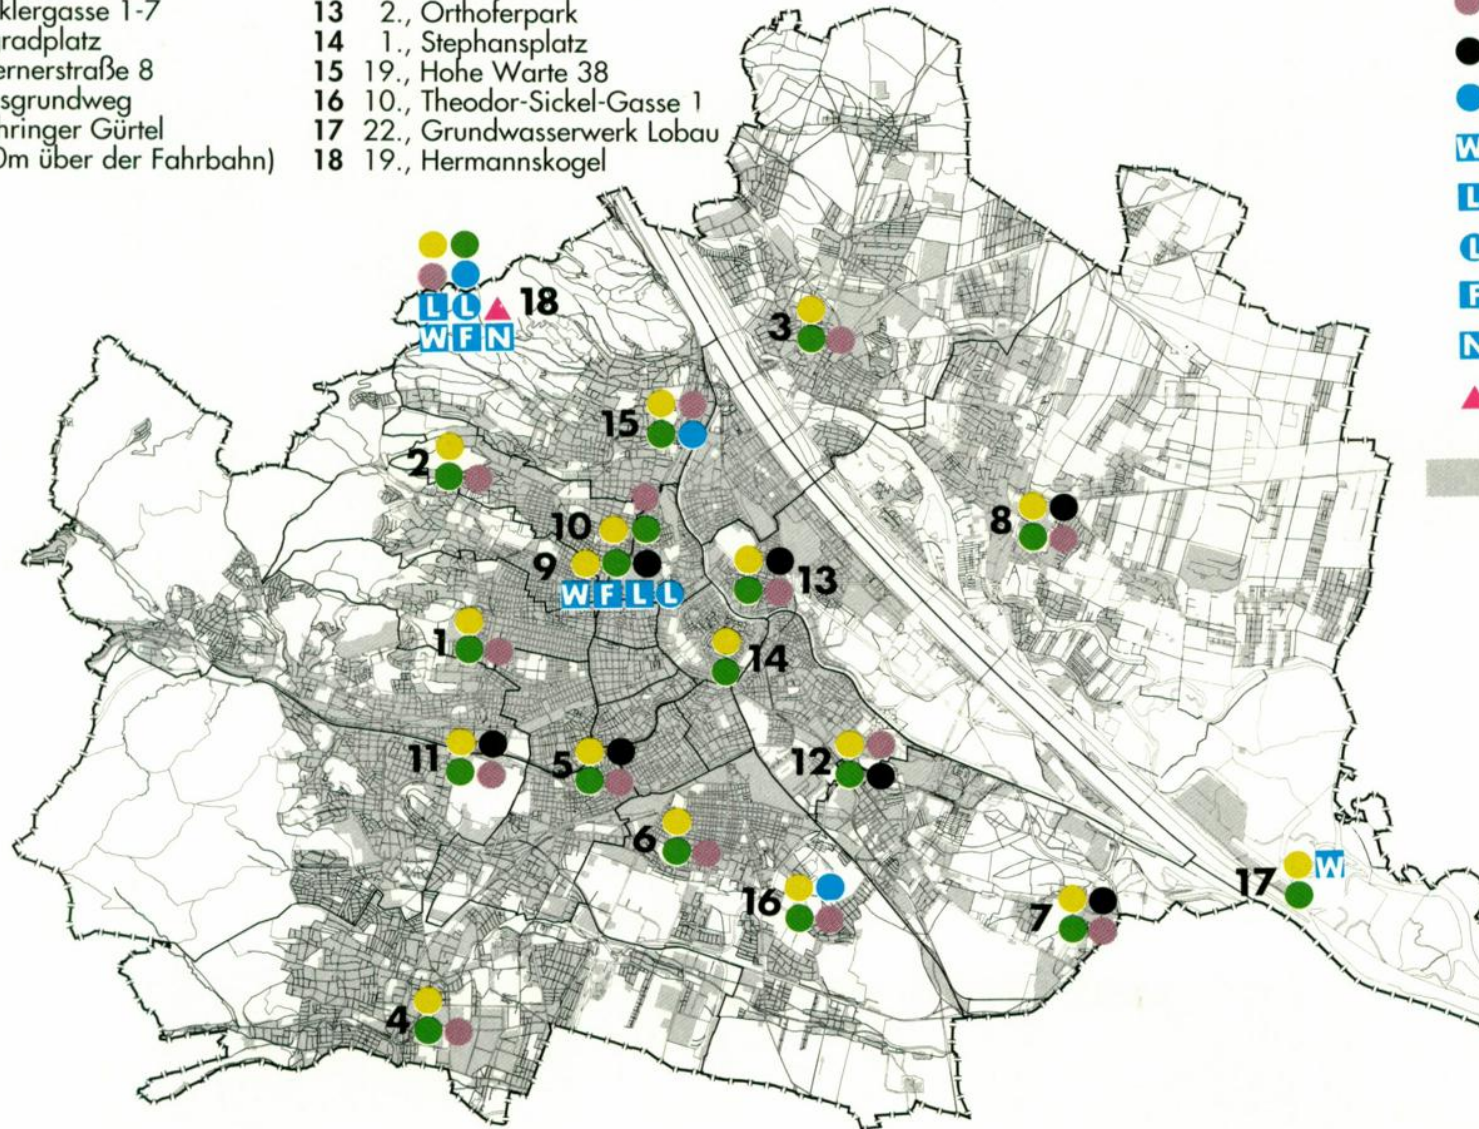 klergasse 1-7
radplatz
ernerstraße 8
sgrundweg
hringer Gürtel
0m über der Fahrbahn)
13 2., Orthoferpark
14 1., Stephansplatz
15 19., Hohe Warte 38
16 10., Theodor-Sickel-Gasse 1
17 22., Grundwasserwerk Lobau
18 19., Hermannskogel
W
L
L
F
N
L L 18
W F N
3
15
2
10
8
9
W F L L
13
1
14
11
5
12
6
16
17 W
7
4